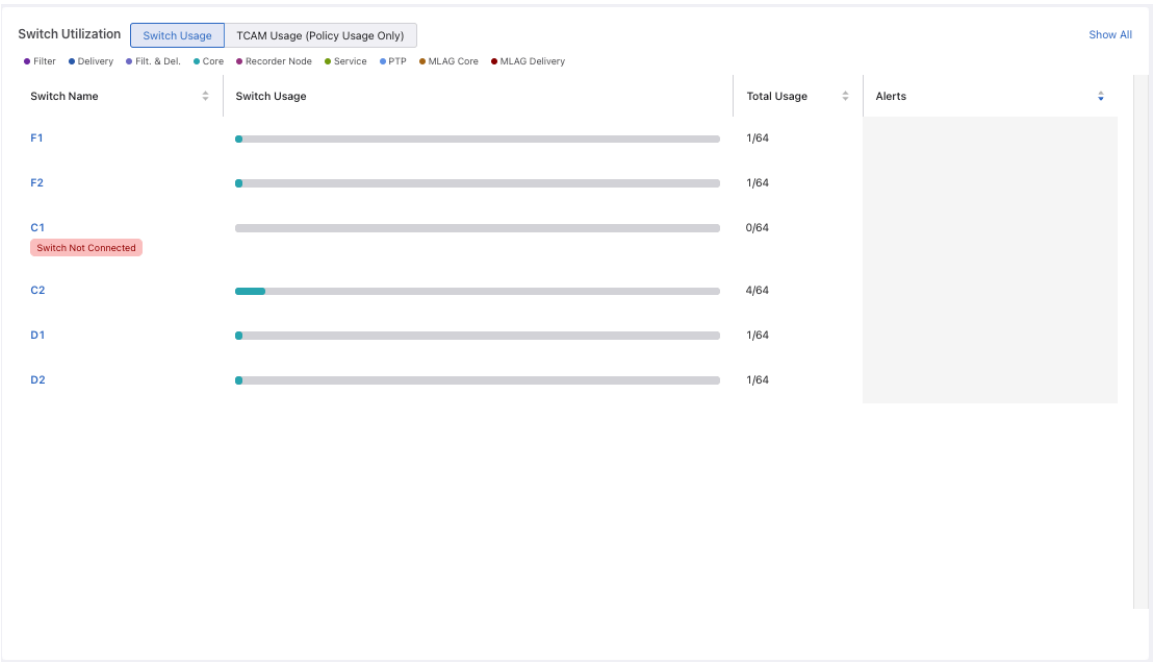 Switch Utilization Switch Usage TCAM Usage (Policy Usage Only) Show All
Filter Delivery Filt. & Del. Core Recorder Node Service PTP MLAG Core MLAG Delivery
Switch Name Switch Usage Total Usage Alerts
F1 1/64
F2 1/64
C1 0/64
Switch Not Connected
C2 4/64
D1 1/64
D2 1/64